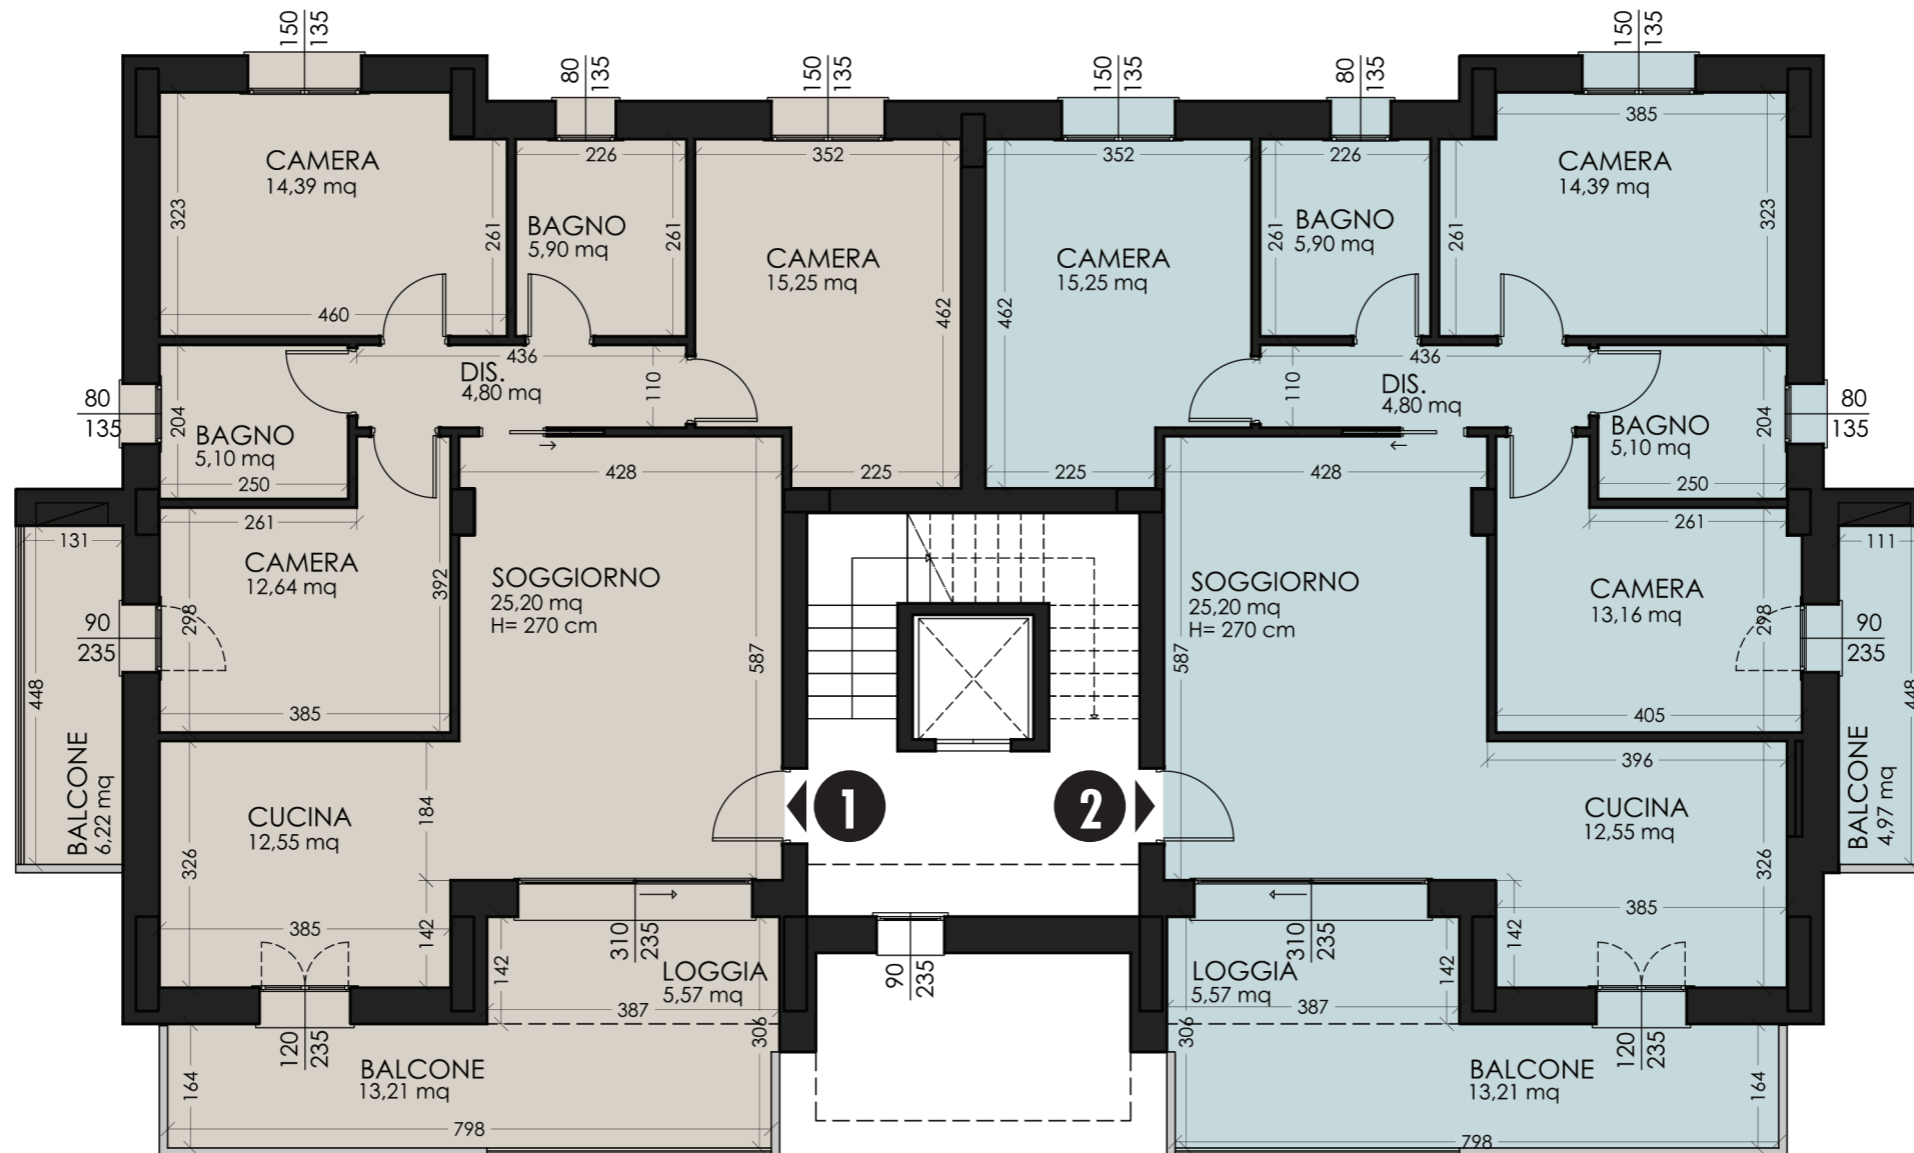 150
135
80
135
150
135
150
135
80
135
150
135
CAMERA
14,39 mq
323
261
460
226
BAGNO
5,90 mq
261
352
CAMERA
15,25 mq
462
352
CAMERA
15,25 mq
462
226
BAGNO
5,90 mq
261
385
CAMERA
14,39 mq
261
323
80
135
204
BAGNO
5,10 mq
250
436
DIS.
4,80 mq
110
428
225
225
428
436
110
DIS.
4,80 mq
BAGNO
5,10 mq
250
204
80
135
131
448
BALCONE
6,22 mq
90
235
261
CAMERA
12,64 mq
298
392
385
SOGGIORNO
25,20 mq
H= 270 cm
587
SOGGIORNO
25,20 mq
H= 270 cm
587
261
CAMERA
13,16 mq
298
405
90
235
111
448
BALCONE
4,97 mq
CUCINA
12,55 mq
326
184
142
385
1
2
396
CUCINA
12,55 mq
326
385
142
120
235
310
235
142
LOGGIA
5,57 mq
387
306
90
235
310
235
LOGGIA
5,57 mq
142
387
306
120
235
164
BALCONE
13,21 mq
798
BALCONE
13,21 mq
164
798